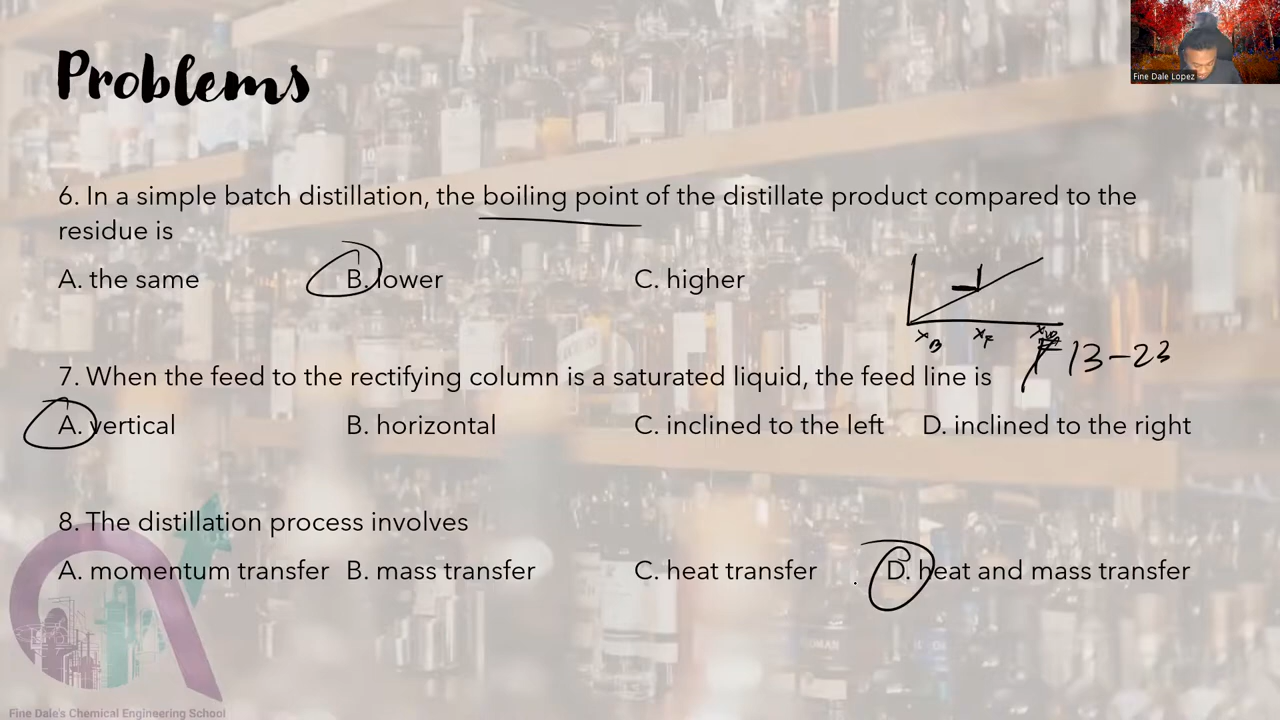 Problems
Fine Dale Lopez
6. In a simple batch distillation, the boiling point of the distillate product compared to the
residue is
A. the same B. lower C. higher
x_B x_F
F 13-23
7. When the feed to the rectifying column is a saturated liquid, the feed line is
A. vertical B. horizontal C. inclined to the left D. inclined to the right
8. The distillation process involves
A. momentum transfer B. mass transfer C. heat transfer D. heat and mass transfer
Fine Dale's Chemical Engineering School